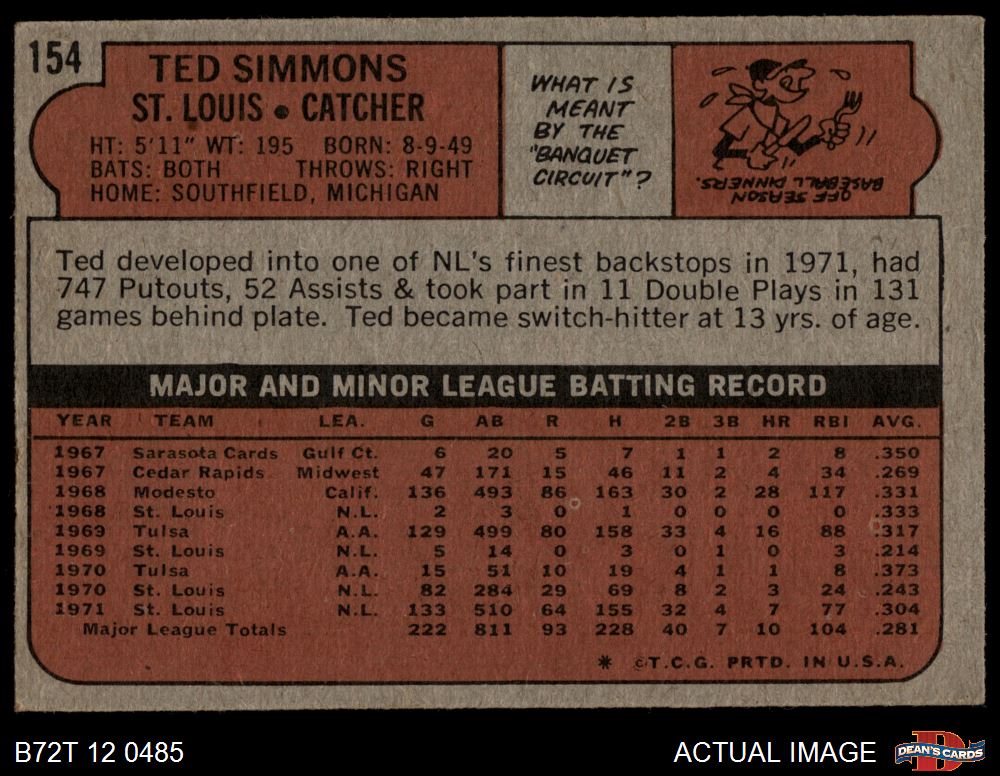 154
TED SIMMONS
ST. LOUIS • CATCHER
HT: 5'11" WT: 195 BORN: 8-9-49
BATS: BOTH THROWS: RIGHT
HOME: SOUTHFIELD, MICHIGAN
WHAT IS
MEANT
BY THE
"BANQUET
CIRCUIT"?
OFF SEASON
BASEBALL DINNERS.
Ted developed into one of NL's finest backstops in 1971, had
747 Putouts, 52 Assists & took part in 11 Double Plays in 131
games behind plate. Ted became switch-hitter at 13 yrs. of age.
MAJOR AND MINOR LEAGUE BATTING RECORD
YEAR TEAM LEA. G AB R H 2B 3B HR RBI AVG.
1967 Sarasota Cards Gulf Ct. 6 20 5 7 1 1 2 8 .350
1967 Cedar Rapids Midwest 47 171 15 46 11 2 4 34 .269
1968 Modesto Calif. 136 493 86 163 30 2 28 117 .331
1968 St. Louis N.L. 2 3 0 1 0 0 0 0 .333
1969 Tulsa A.A. 129 499 80 158 33 4 16 88 .317
1969 St. Louis N.L. 5 14 0 3 0 1 0 3 .214
1970 Tulsa A.A. 15 51 10 19 4 1 1 8 .373
1970 St. Louis N.L. 82 284 29 69 8 2 3 24 .243
1971 St. Louis N.L. 133 510 64 155 32 4 7 77 .304
Major League Totals 222 811 93 228 40 7 10 104 .281
* ©T.C.G. PRTD. IN U.S.A.
B72T 12 0485 ACTUAL IMAGE DEAN'S CARDS